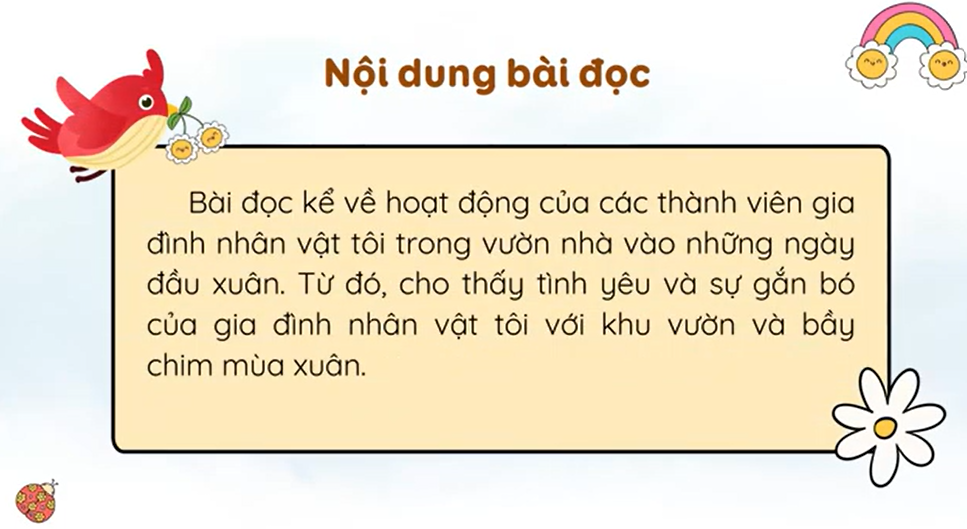 Nội dung bài đọc
Bài đọc kể về hoạt động của các thành viên gia
đình nhân vật tôi trong vườn nhà vào những ngày
đầu xuân. Từ đó, cho thấy tình yêu và sự gắn bó
của gia đình nhân vật tôi với khu vườn và bầy
chim mùa xuân.